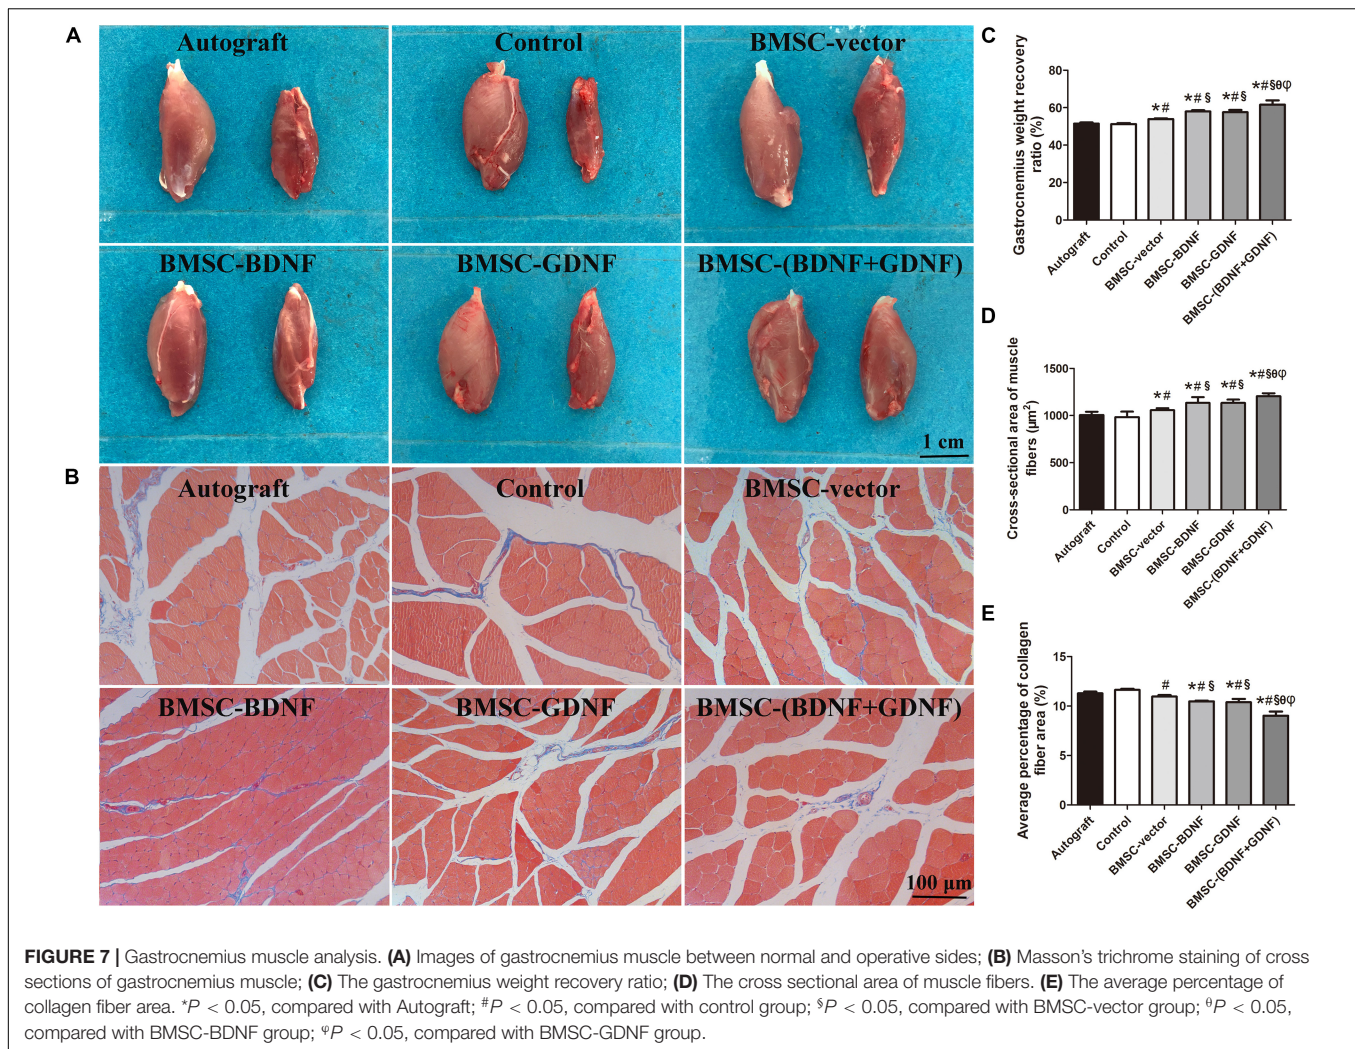 A
Autograft
Control
BMSC-vector
BMSC-BDNF
BMSC-GDNF
BMSC-(BDNF+GDNF)
1 cm
B
Autograft
Control
BMSC-vector
BMSC-BDNF
BMSC-GDNF
BMSC-(BDNF+GDNF)
100 µm
C
Gastrocnemius weight recovery
ratio (%)
80
60
40
20
0
*#
*#§
*#§
*#§θφ
Autograft
Control
BMSC-vector
BMSC-BDNF
BMSC-GDNF
BMSC-(BDNF+GDNF)
D
Cross-sectional area of muscle
fibers (µm²)
1500
1000
500
0
*#
*#§
*#§
*#§θφ
Autograft
Control
BMSC-vector
BMSC-BDNF
BMSC-GDNF
BMSC-(BDNF+GDNF)
E
Average percentage of collagen
fiber area (%)
15
10
5
0
#
*#§
*#§
*#§θφ
Autograft
Control
BMSC-vector
BMSC-BDNF
BMSC-GDNF
BMSC-(BDNF+GDNF)
FIGURE 7 | Gastrocnemius muscle analysis. (A) Images of gastrocnemius muscle between normal and operative sides; (B) Masson's trichrome staining of cross
sections of gastrocnemius muscle; (C) The gastrocnemius weight recovery ratio; (D) The cross sectional area of muscle fibers. (E) The average percentage of
collagen fiber area. *P < 0.05, compared with Autograft; #P < 0.05, compared with control group; §P < 0.05, compared with BMSC-vector group; θP < 0.05,
compared with BMSC-BDNF group; φP < 0.05, compared with BMSC-GDNF group.